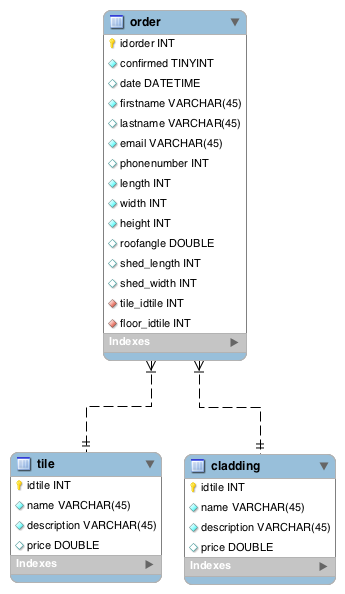 order
idorder INT
confirmed TINYINT
date DATETIME
firstname VARCHAR(45)
lastname VARCHAR(45)
email VARCHAR(45)
phonenumber INT
length INT
width INT
height INT
roofangle DOUBLE
shed_length INT
shed_width INT
tile_idtile INT
floor_idtile INT
Indexes
tile
idtile INT
name VARCHAR(45)
description VARCHAR(45)
price DOUBLE
Indexes
cladding
idtile INT
name VARCHAR(45)
description VARCHAR(45)
price DOUBLE
Indexes